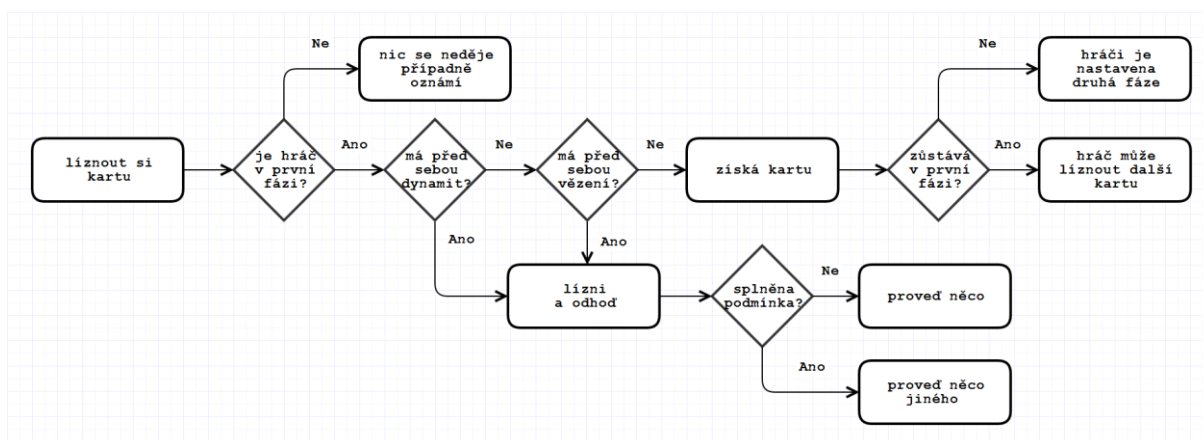 Ne
nic se neděje
případně
oznámí
Ne
hráči je
nastavena
druhá fáze
líznout si
kartu
je hráč
v první
fázi?
Ano
má před
sebou
dynamit?
Ne
má před
sebou
vězení?
Ne
získá kartu
zůstává
v první
fázi?
Ano
hráč může
líznout další
kartu
Ano
Ano
lízni
a odhoď
splněna
podmínka?
Ne
proveď něco
Ano
proveď něco
jiného